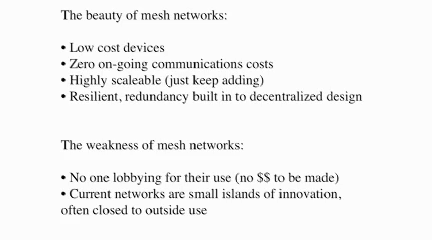 The beauty of mesh networks:
• Low cost devices
• Zero on-going communications costs
• Highly scaleable (just keep adding)
• Resilient, redundancy built in to decentralized design
The weakness of mesh networks:
• No one lobbying for their use (no $$ to be made)
• Current networks are small islands of innovation,
often closed to outside use